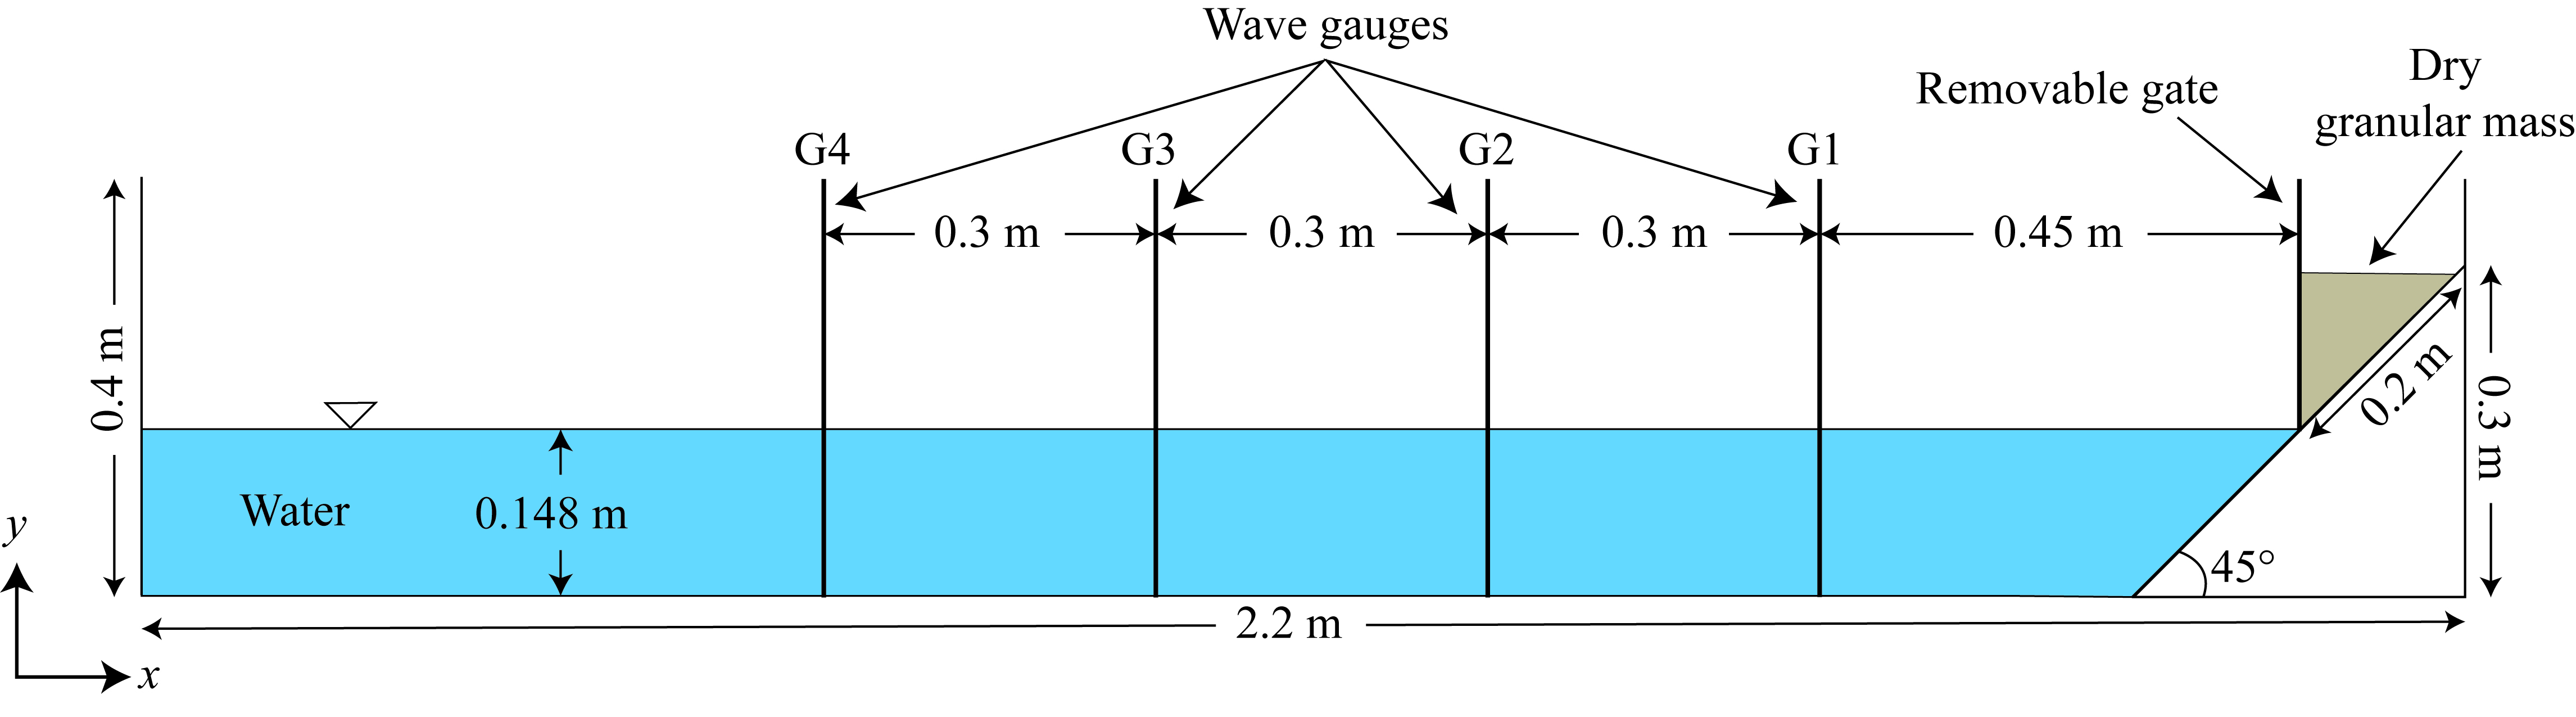 Wave gauges
Dry
granular mass
Removable gate
G4
G3
G2
G1
0.3 m
0.3 m
0.3 m
0.45 m
0.4 m
0.2 m
0.3 m
Water
0.148 m
45°
2.2 m
y
x